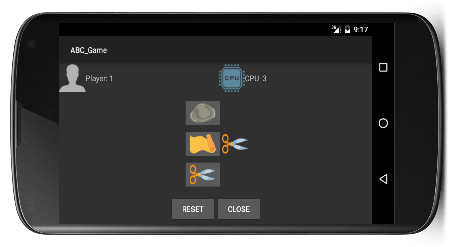 9:17
ABC_Game
Player: 1
CPU
CPU: 3
RESET
CLOSE